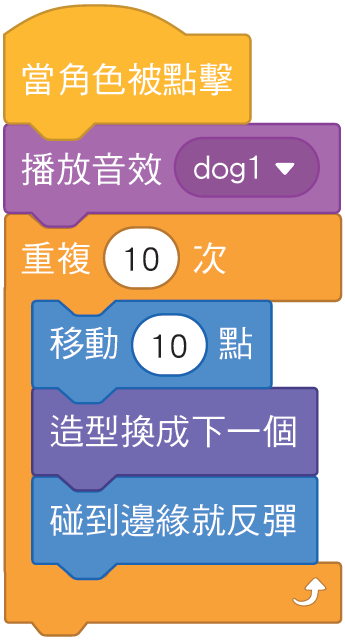 當角色被點擊
播放音效 dog1
重複 10 次
移動 10 點
造型換成下一個
碰到邊緣就反彈